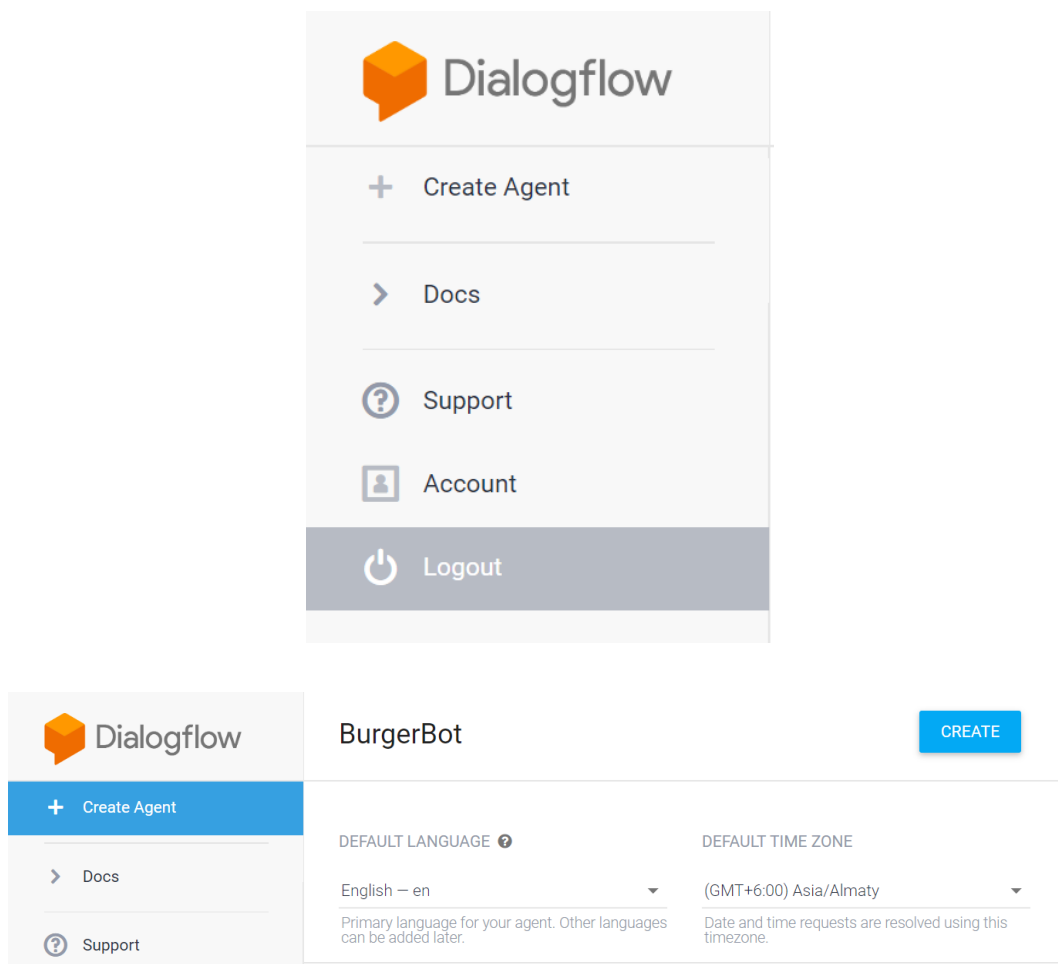 Dialogflow
Create Agent
Docs
Support
Account
Logout
Dialogflow
BurgerBot
CREATE
Create Agent
DEFAULT LANGUAGE
DEFAULT TIME ZONE
Docs
English — en
(GMT+6:00) Asia/Almaty
Primary language for your agent. Other languages
can be added later.
Date and time requests are resolved using this
timezone.
Support